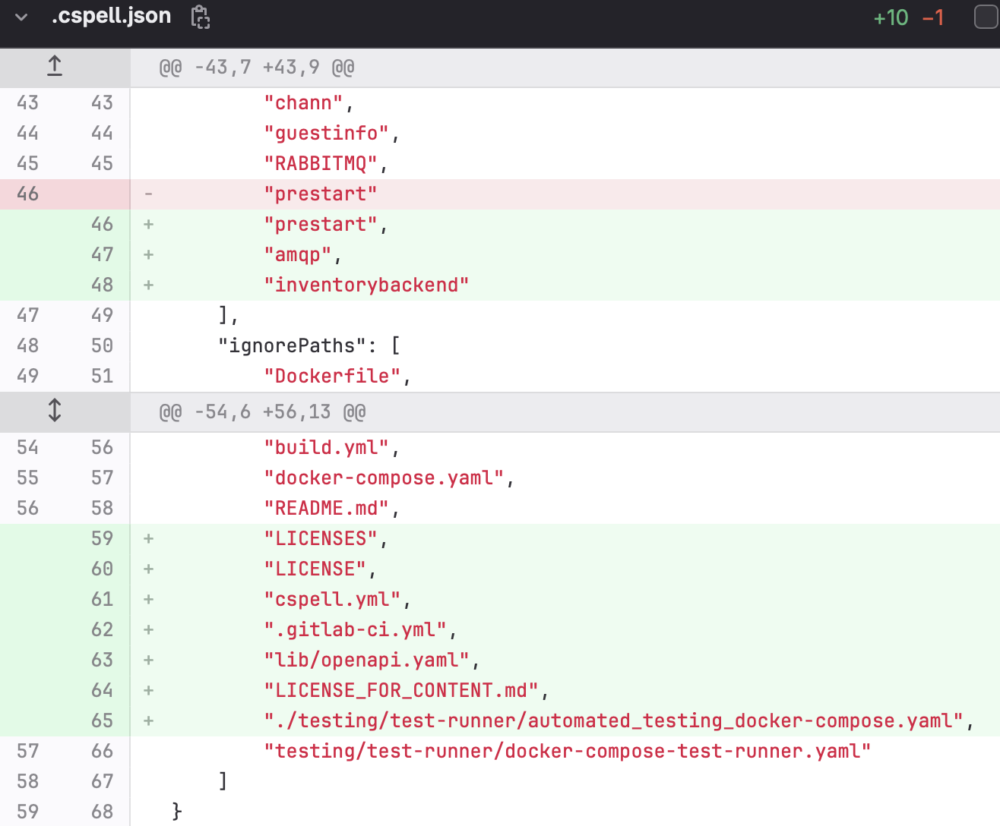 .cspell.json +10 −1
@@ -43,7 +43,9 @@
43 43 "chann",
44 44 "guestinfo",
45 45 "RABBITMQ",
46 - "prestart"
46 + "prestart",
47 + "amqp",
48 + "inventorybackend"
47 49 ],
48 50 "ignorePaths": [
49 51 "Dockerfile",
@@ -54,6 +56,13 @@
54 56 "build.yml",
55 57 "docker-compose.yaml",
56 58 "README.md",
59 + "LICENSES",
60 + "LICENSE",
61 + "cspell.yml",
62 + ".gitlab-ci.yml",
63 + "lib/openapi.yaml",
64 + "LICENSE_FOR_CONTENT.md",
65 + "./testing/test-runner/automated_testing_docker-compose.yaml",
57 66 "testing/test-runner/docker-compose-test-runner.yaml"
58 67 ]
59 68 }